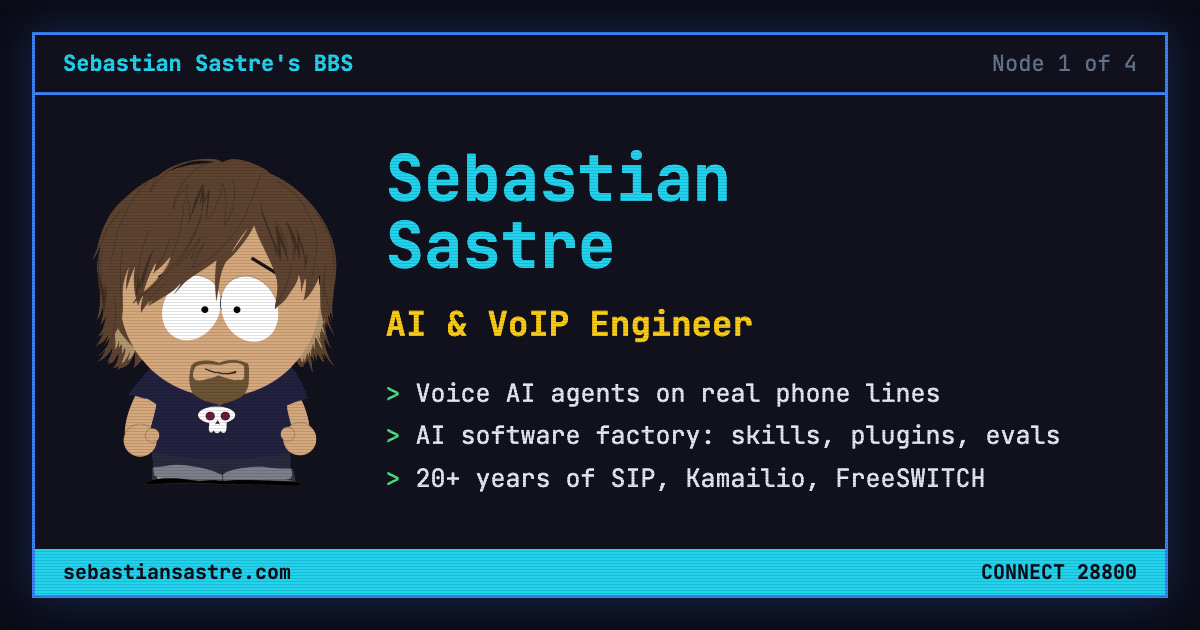 Sebastian Sastre's BBS
Node 1 of 4
Sebastian
Sastre
AI & VoIP Engineer
> Voice AI agents on real phone lines
> AI software factory: skills, plugins, evals
> 20+ years of SIP, Kamailio, FreeSWITCH
sebastiansastre.com
CONNECT 28800